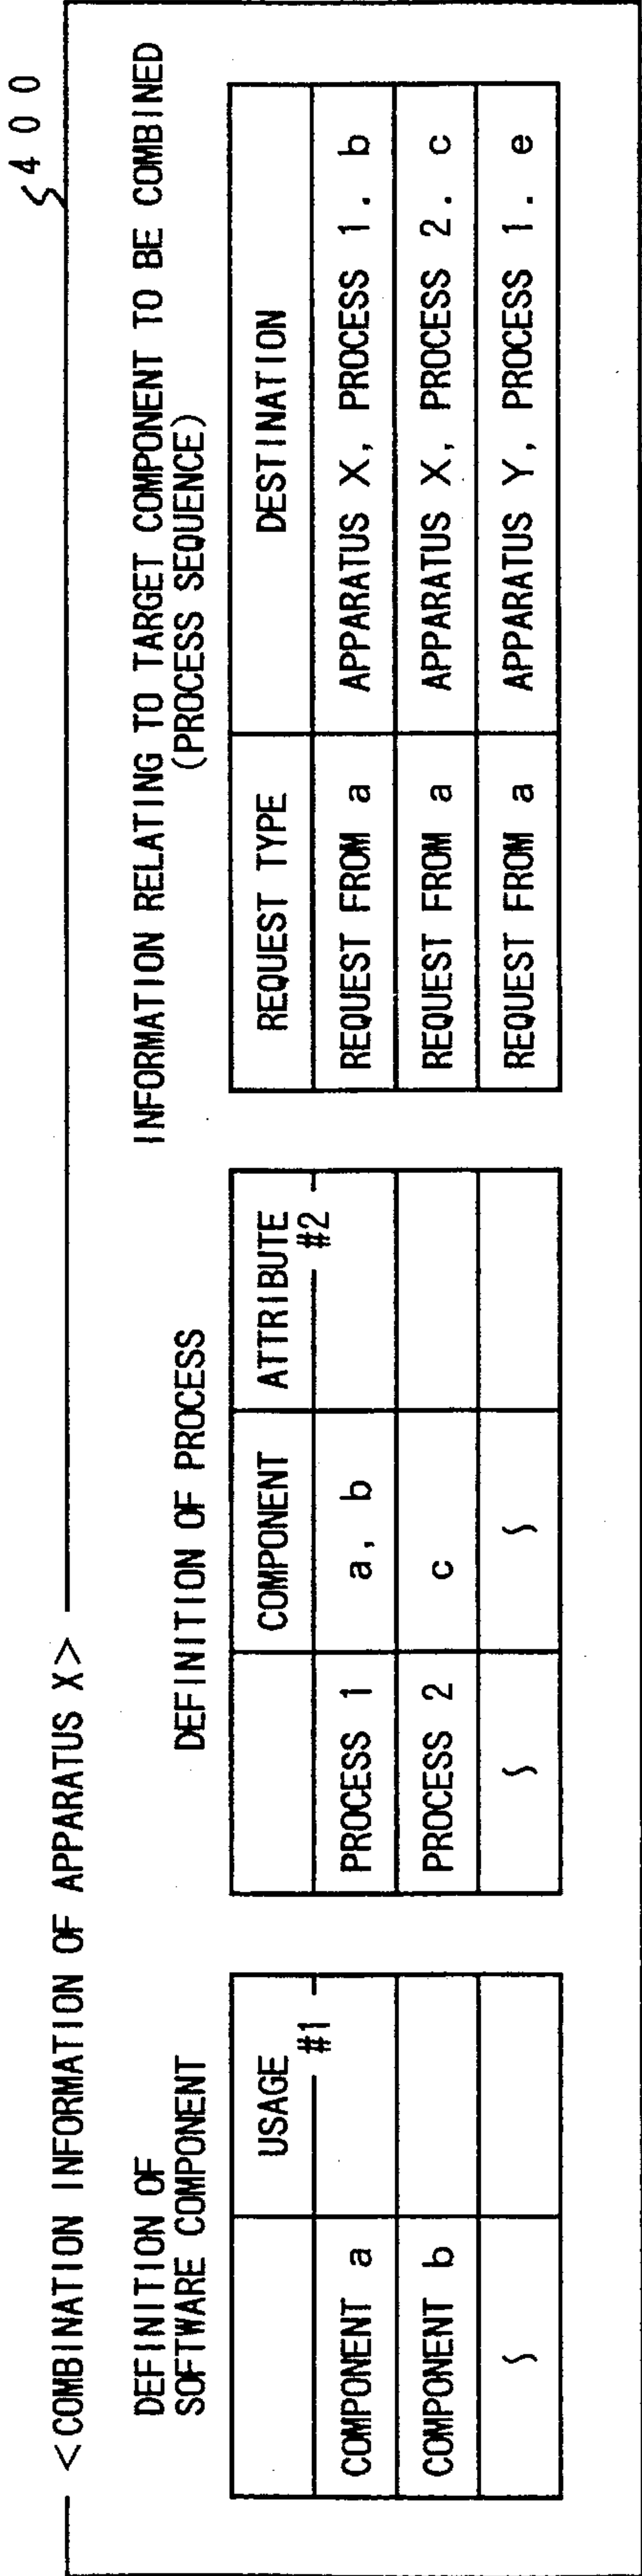 400
<COMBINATION INFORMATION OF APPARATUS X>
DEFINITION OF
SOFTWARE COMPONENT
USAGE
#1
COMPONENT a
COMPONENT b
DEFINITION OF PROCESS
COMPONENT ATTRIBUTE
#2
PROCESS 1 a, b
PROCESS 2 c
INFORMATION RELATING TO TARGET COMPONENT TO BE COMBINED
(PROCESS SEQUENCE)
REQUEST TYPE DESTINATION
REQUEST FROM a APPARATUS X, PROCESS 1. b
REQUEST FROM a APPARATUS X, PROCESS 2. c
REQUEST FROM a APPARATUS Y, PROCESS 1. e